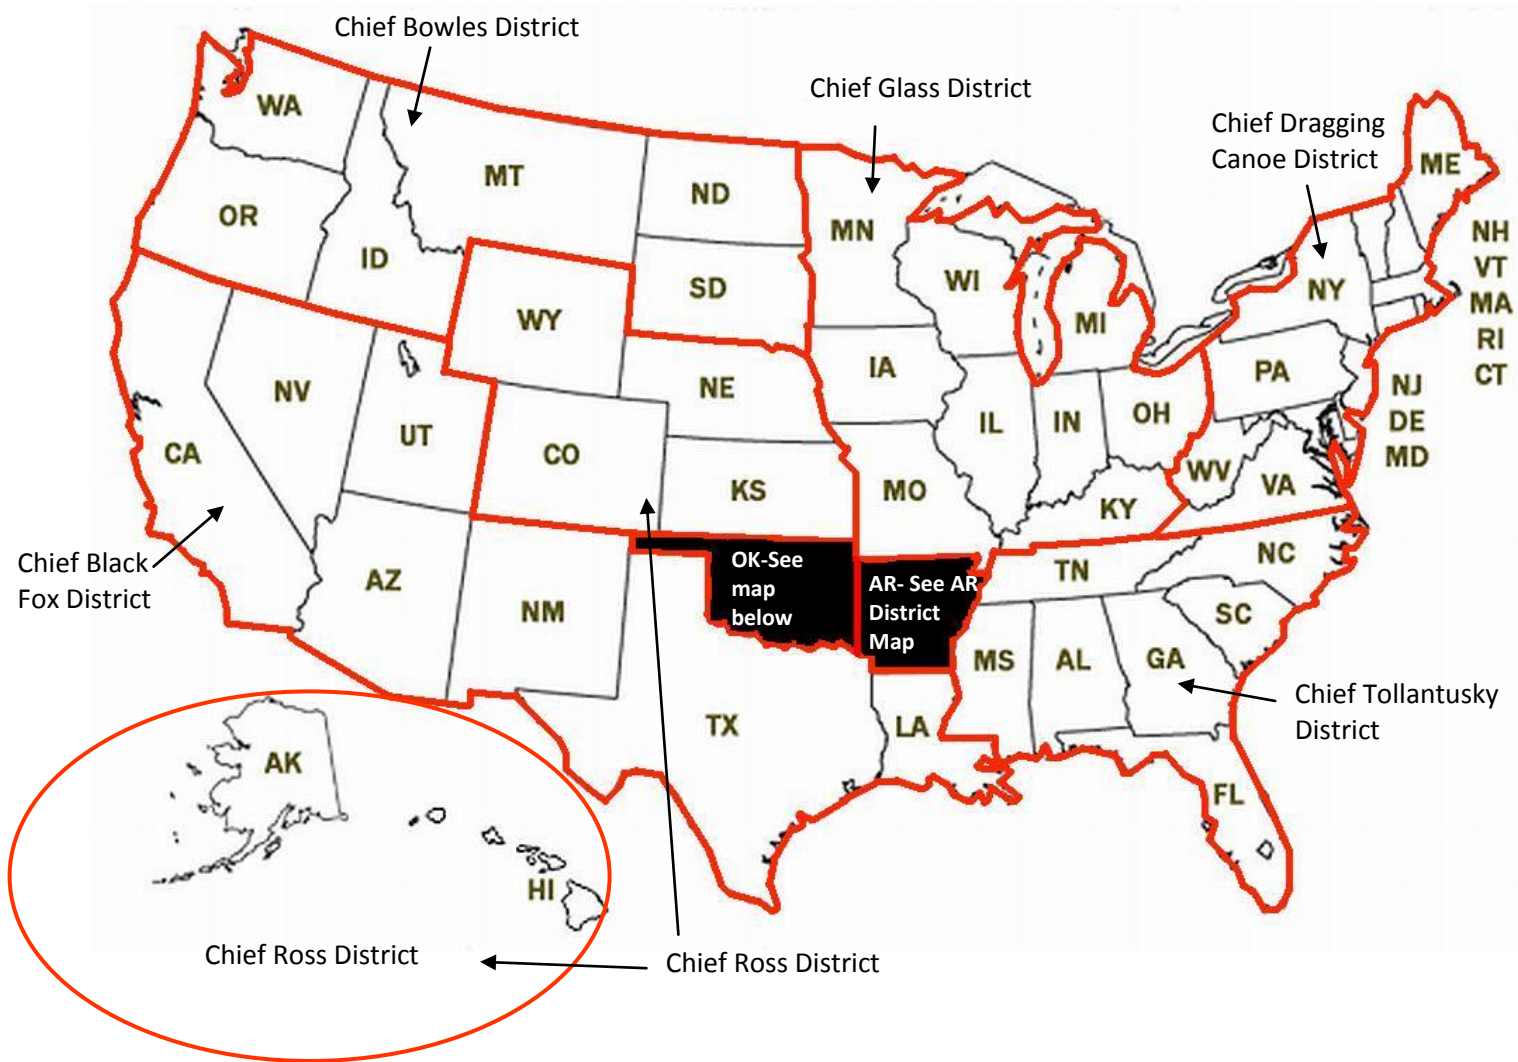 Chief Bowles District
Chief Glass District
Chief Dragging
Canoe District
WA
MT
ND
MN
ME
OR
ID
SD
WI
NY
NH
VT
MA
RI
CT
WY
MI
IA
PA
NE
NV
UT
CA
CO
KS
MO
IL
IN
OH
WV
VA
KY
NJ
DE
MD
Chief Black
Fox District
AZ
NM
OK-See
map
below
AR- See AR
District
Map
TN
NC
SC
MS
AL
GA
TX
LA
FL
Chief Tollantusky
District
AK
HI
Chief Ross District
Chief Ross District